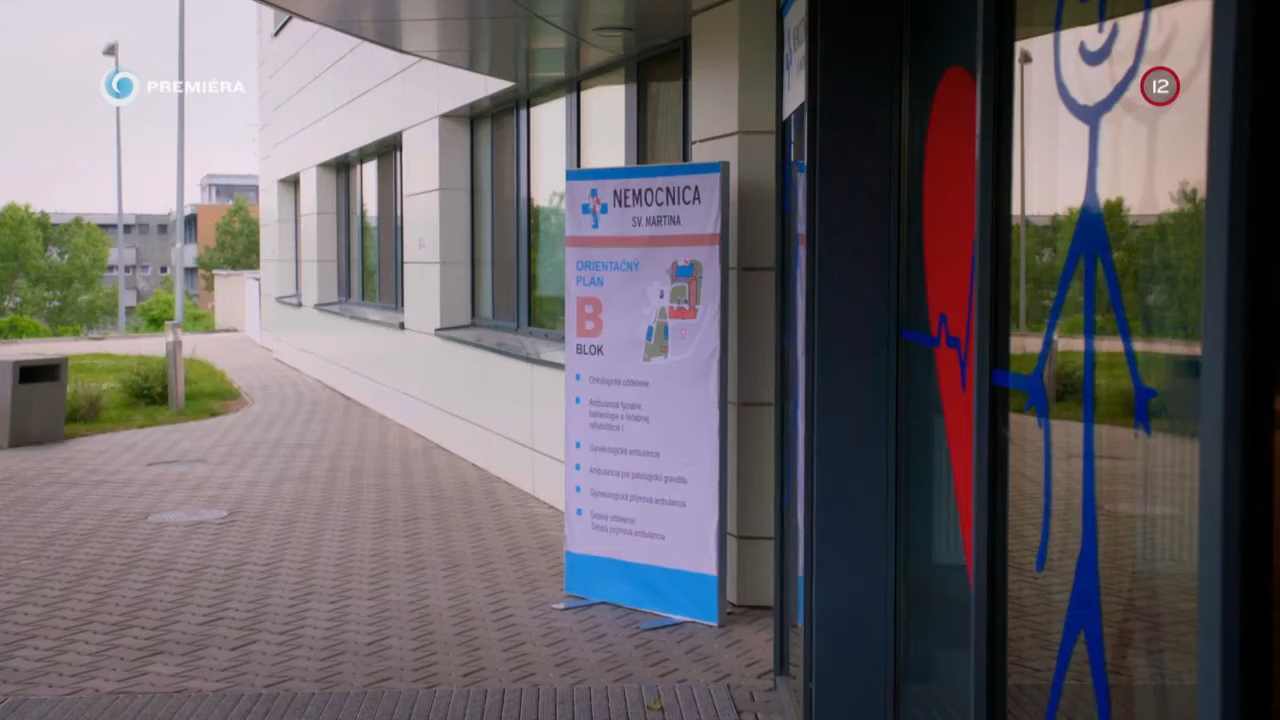 PREMIÉRA
12
NEMOCNICA
SV. MARTINA
ORIENTAČNÝ
PLÁN
B
BLOK
Onkologické oddelenie
Ambulancia fyziatrie,
balneológie a liečebnej
rehabilitácie I
Gynekologické ambulancie
Ambulancia pre patologickú graviditu
Gynekologická príjmová ambulancia
Detské oddelenie
Detská príjmová ambulancia